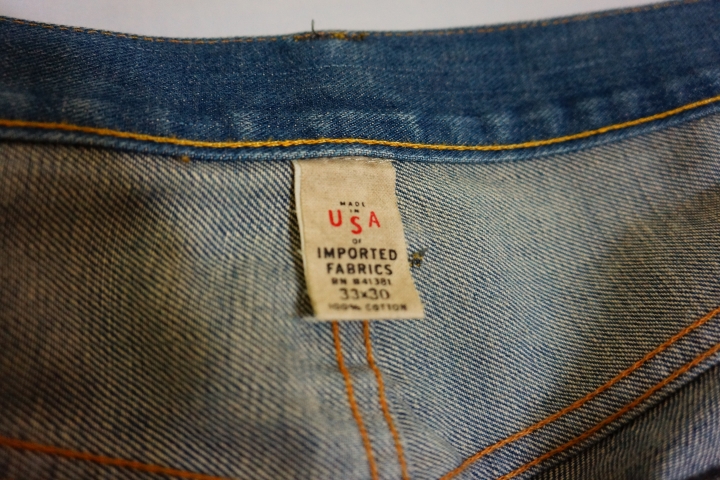 MADE
IN
USA
OF
IMPORTED
FABRICS
RN #41381
33x30
100% COTTON